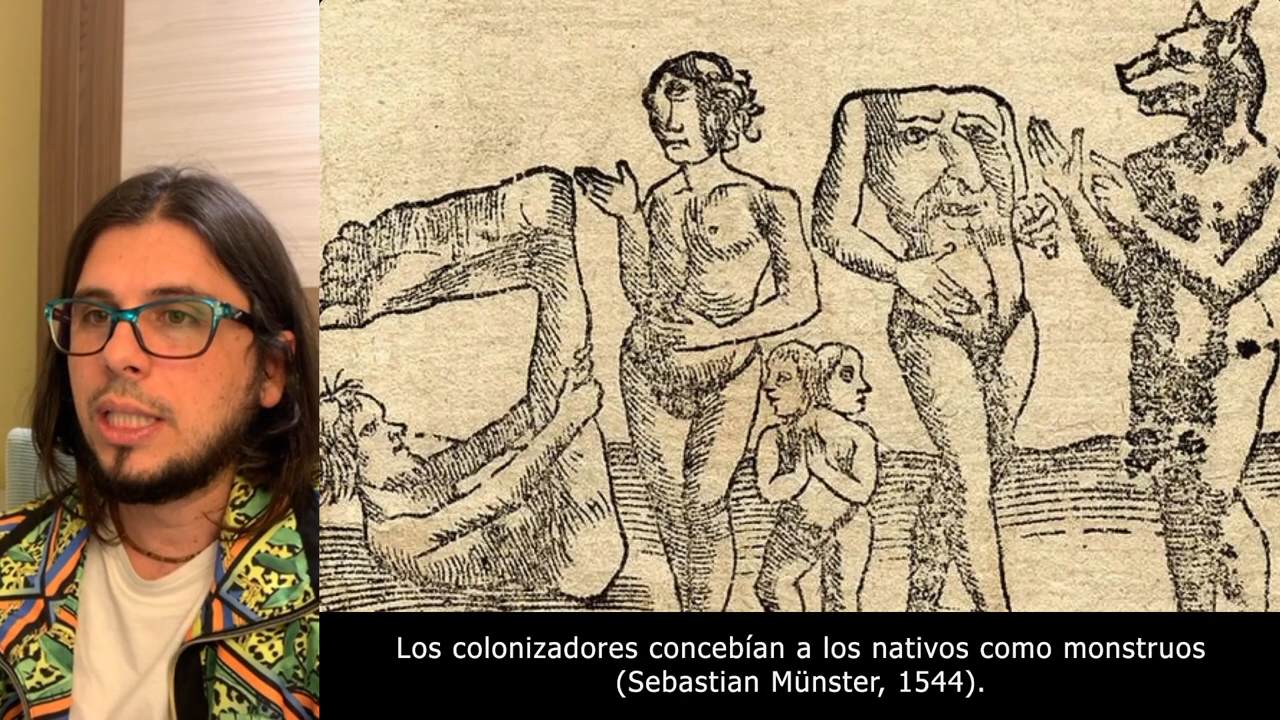 Los colonizadores concebían a los nativos como monstruos
(Sebastian Münster, 1544).